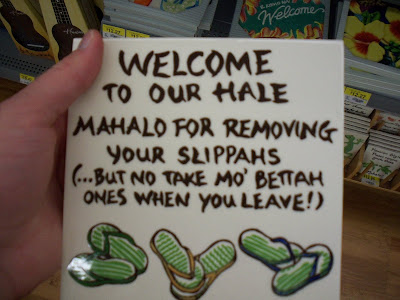 WELCOME
TO OUR HALE
MAHALO FOR REMOVING
YOUR SLIPPAHS
(...BUT NO TAKE MO' BETTAH
ONES WHEN YOU LEAVE!)
Welcome